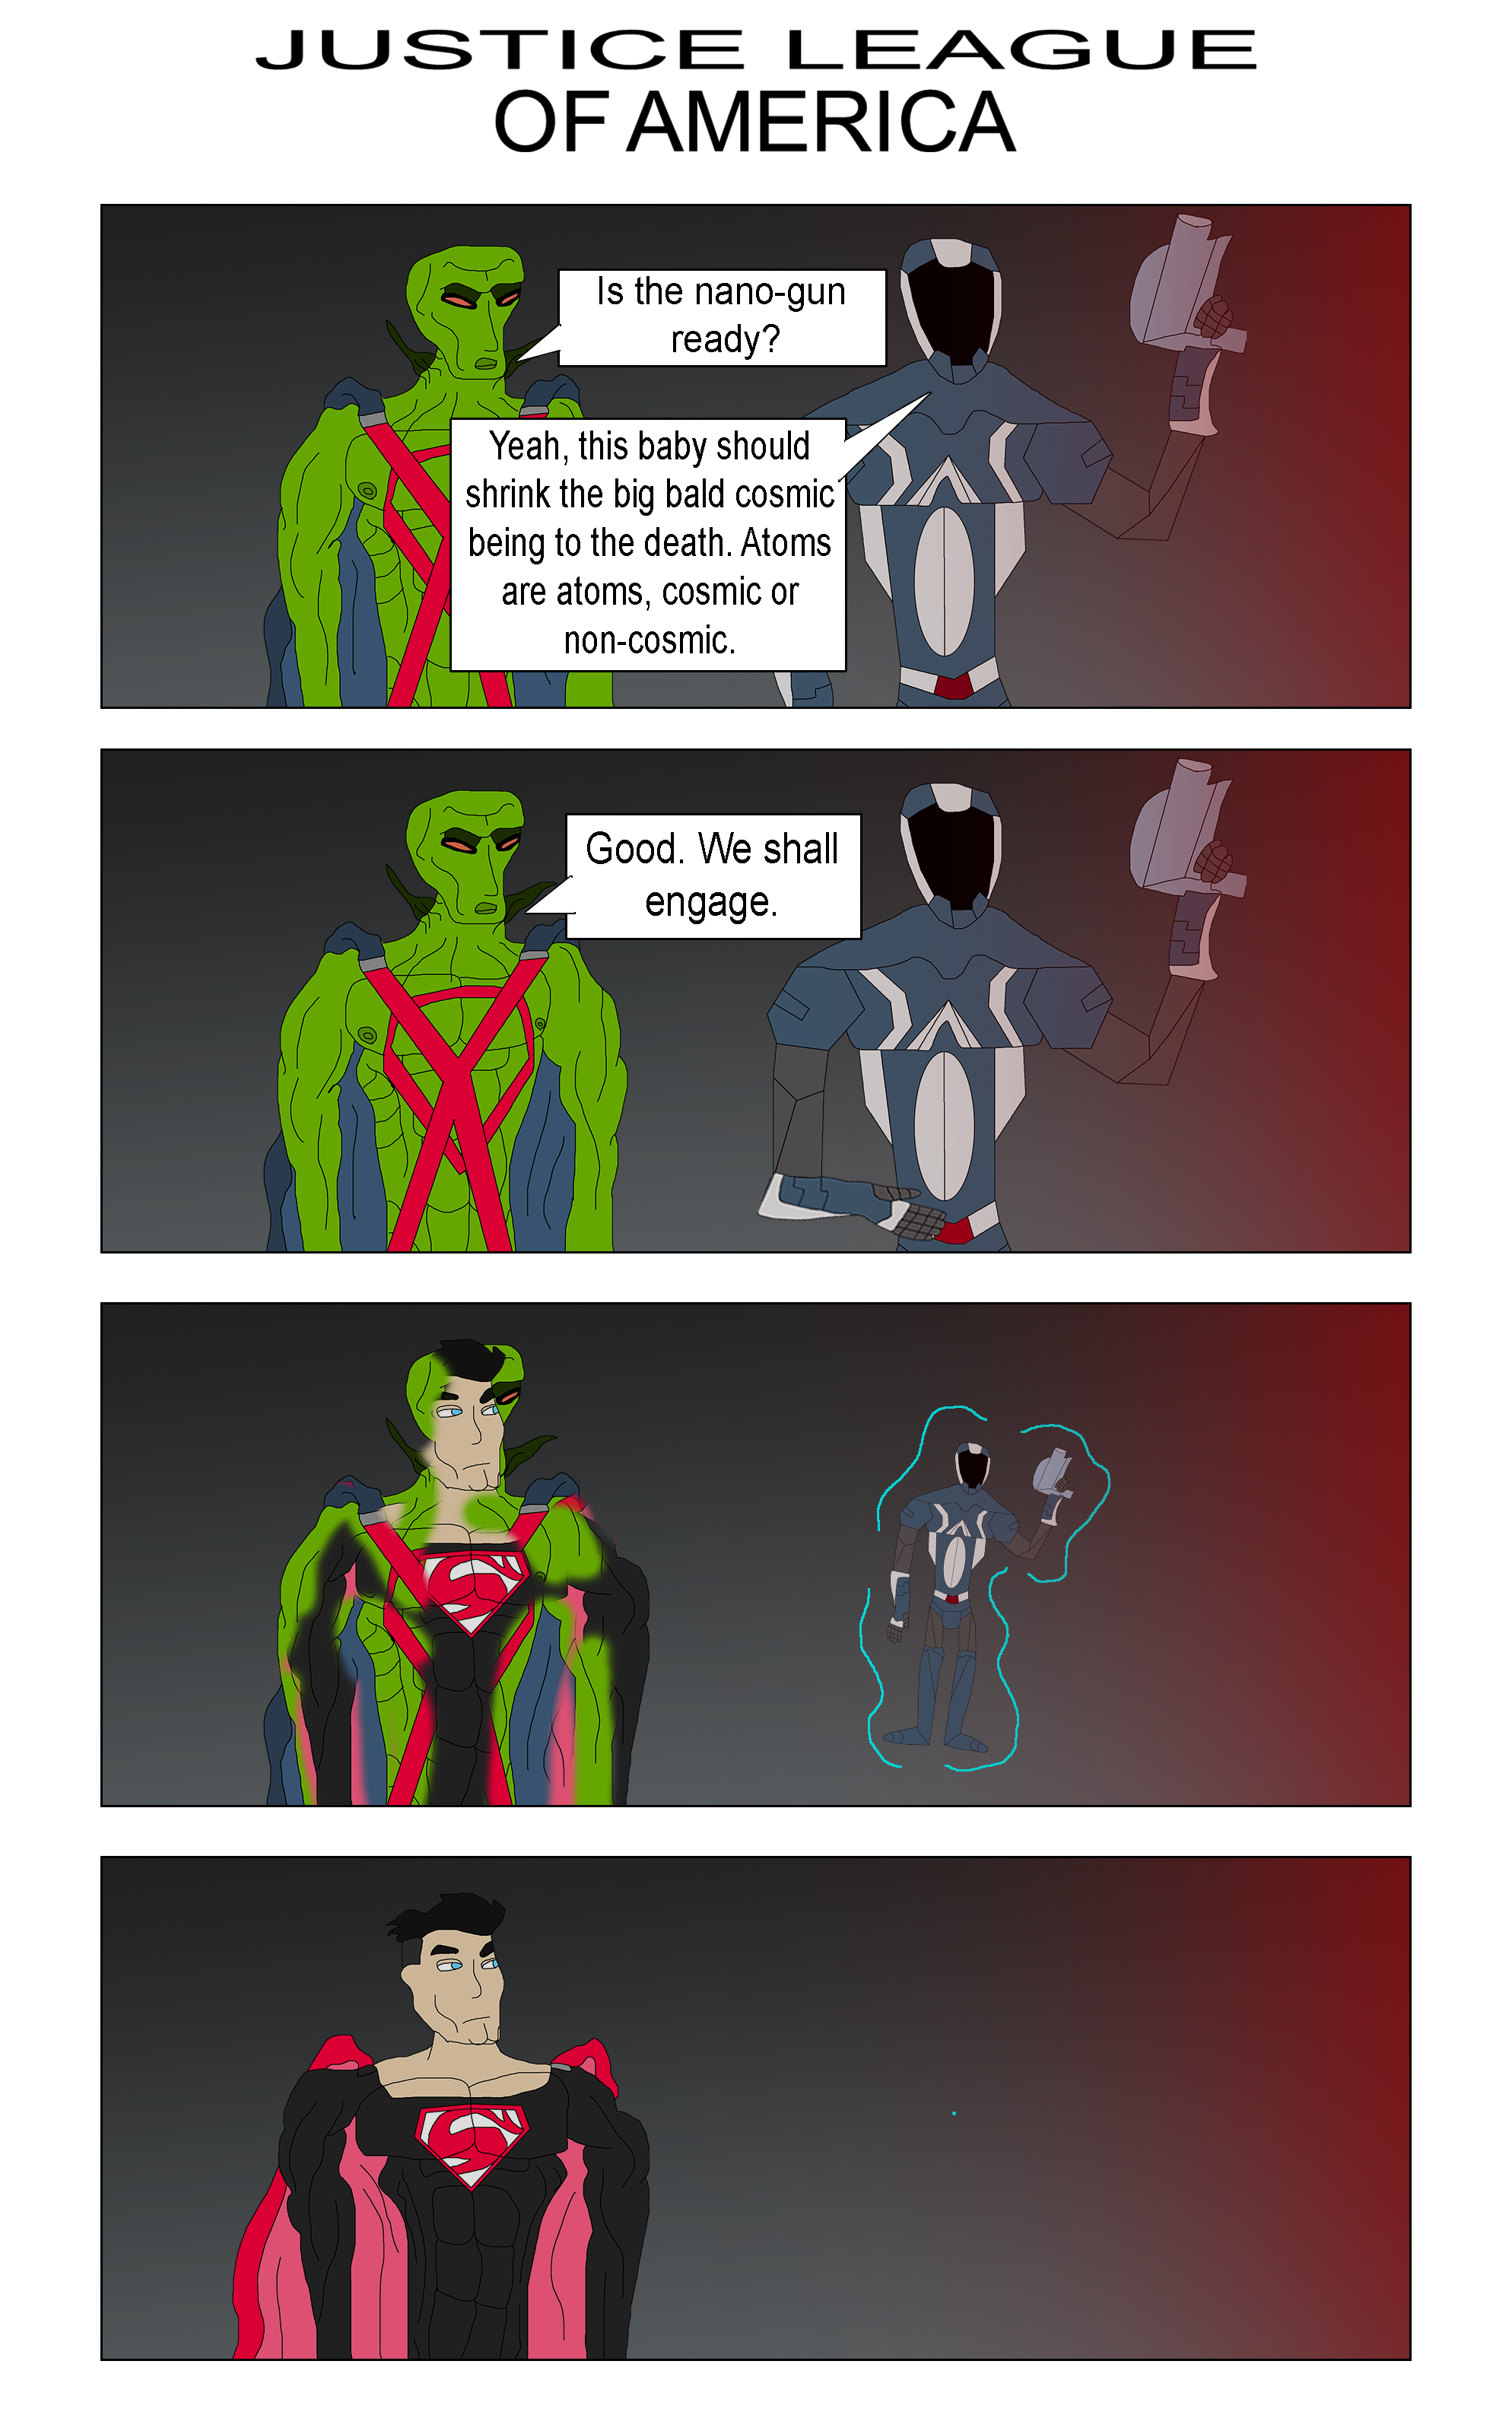 JUSTICE LEAGUE
OF AMERICA
Is the nano-gun
ready?
Yeah, this baby should
shrink the big bald cosmic
being to the death. Atoms
are atoms, cosmic or
non-cosmic.
Good. We shall
engage.